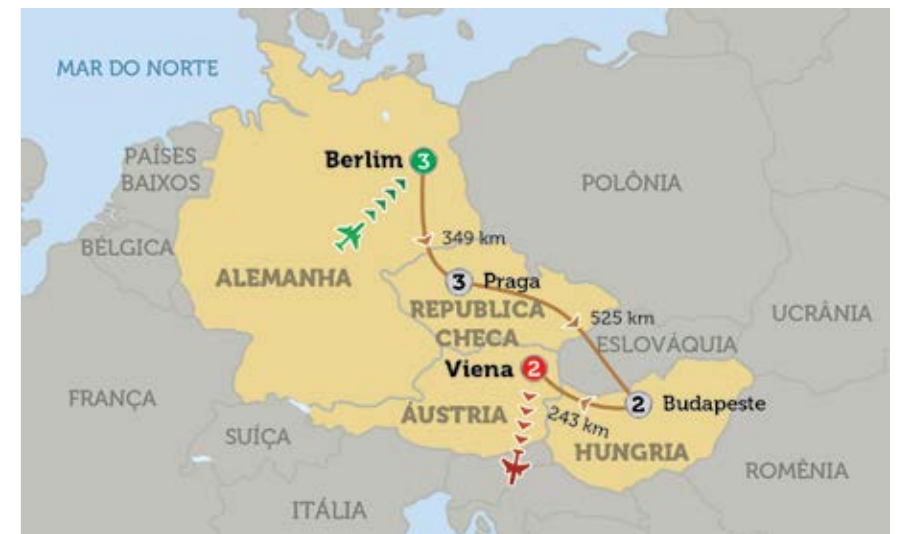 MAR DO NORTE
PAÍSES
BAIXOS
Berlim 3
POLÔNIA
BÉLGICA
349 km
ALEMANHA
3 Praga
REPUBLICA
CHECA
525 km
UCRÂNIA
ESLOVÁQUIA
Viena 2
FRANÇA
ÁUSTRIA
2 Budapeste
243 km
SUÍÇA
HUNGRIA
ROMÊNIA
ITÁLIA